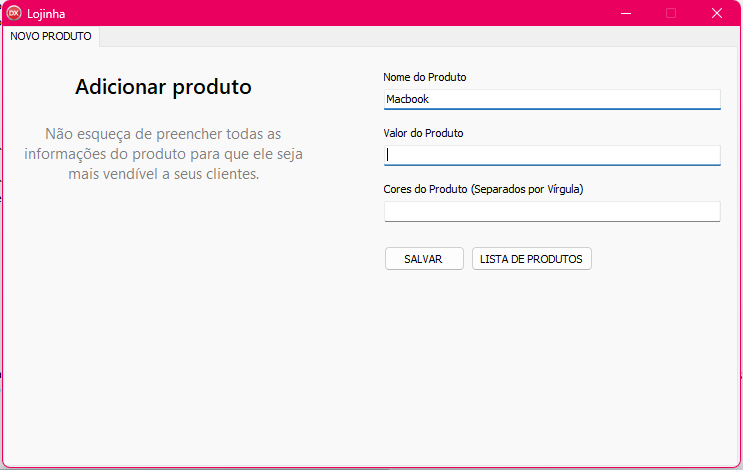 DX Lojinha
NOVO PRODUTO
Adicionar produto
Não esqueça de preencher todas as
informações do produto para que ele seja
mais vendível a seus clientes.
Nome do Produto
Macbook
Valor do Produto
Cores do Produto (Separados por Vírgula)
SALVAR
LISTA DE PRODUTOS